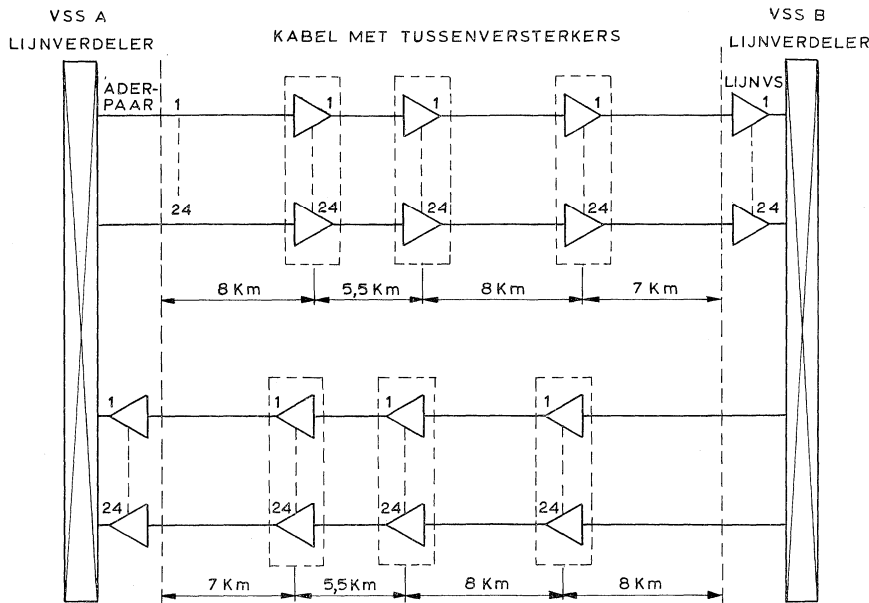 VSS A
LIJNVERDELER
KABEL MET TUSSENVERSTERKERS
VSS B
LIJNVERDELER
ADER-
PAAR
LIJNVS
1
1
1
1
1
24
24
24
24
24
8 Km
5,5 Km
8 Km
7 Km
1
1
1
1
24
24
24
24
7 Km
5,5 Km
8 Km
8 Km